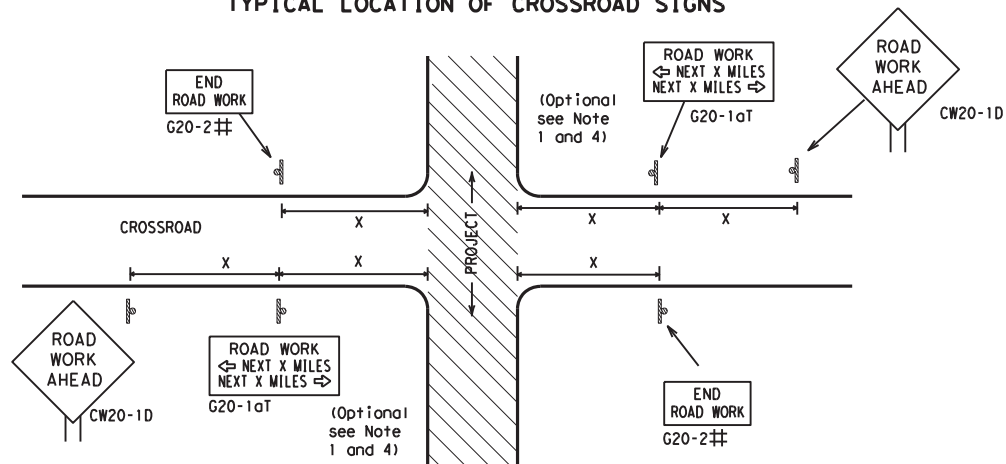 TYPICAL LOCATION OF CROSSROAD SIGNS
END
ROAD WORK
G20-2⌗
(Optional
see Note
1 and 4)
ROAD WORK
⇦ NEXT X MILES
NEXT X MILES ⇨
G20-1aT
ROAD
WORK
AHEAD
CW20-1D
CROSSROAD
X
X
X
PROJECT
X
X
X
ROAD
WORK
AHEAD
CW20-1D
ROAD WORK
⇦ NEXT X MILES
NEXT X MILES ⇨
G20-1aT
(Optional
see Note
1 and 4)
END
ROAD WORK
G20-2⌗